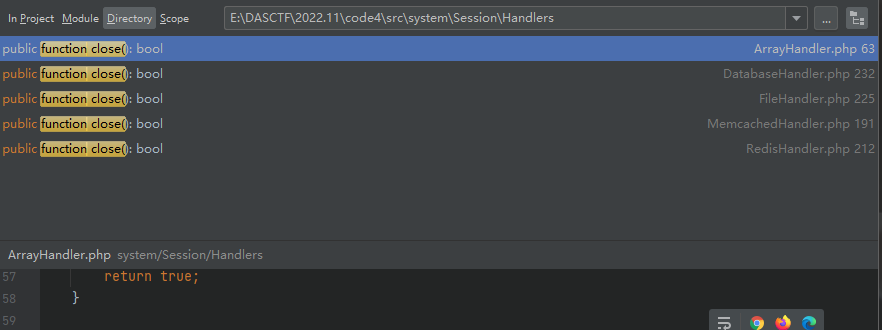 In Project Module Directory Scope E:\DASCTF\2022.11\code4\src\system\Session\Handlers ...
public function close(): bool ArrayHandler.php 63
public function close(): bool DatabaseHandler.php 232
public function close(): bool FileHandler.php 225
public function close(): bool MemcachedHandler.php 191
public function close(): bool RedisHandler.php 212
ArrayHandler.php system/Session/Handlers
57 return true;
58 }
59